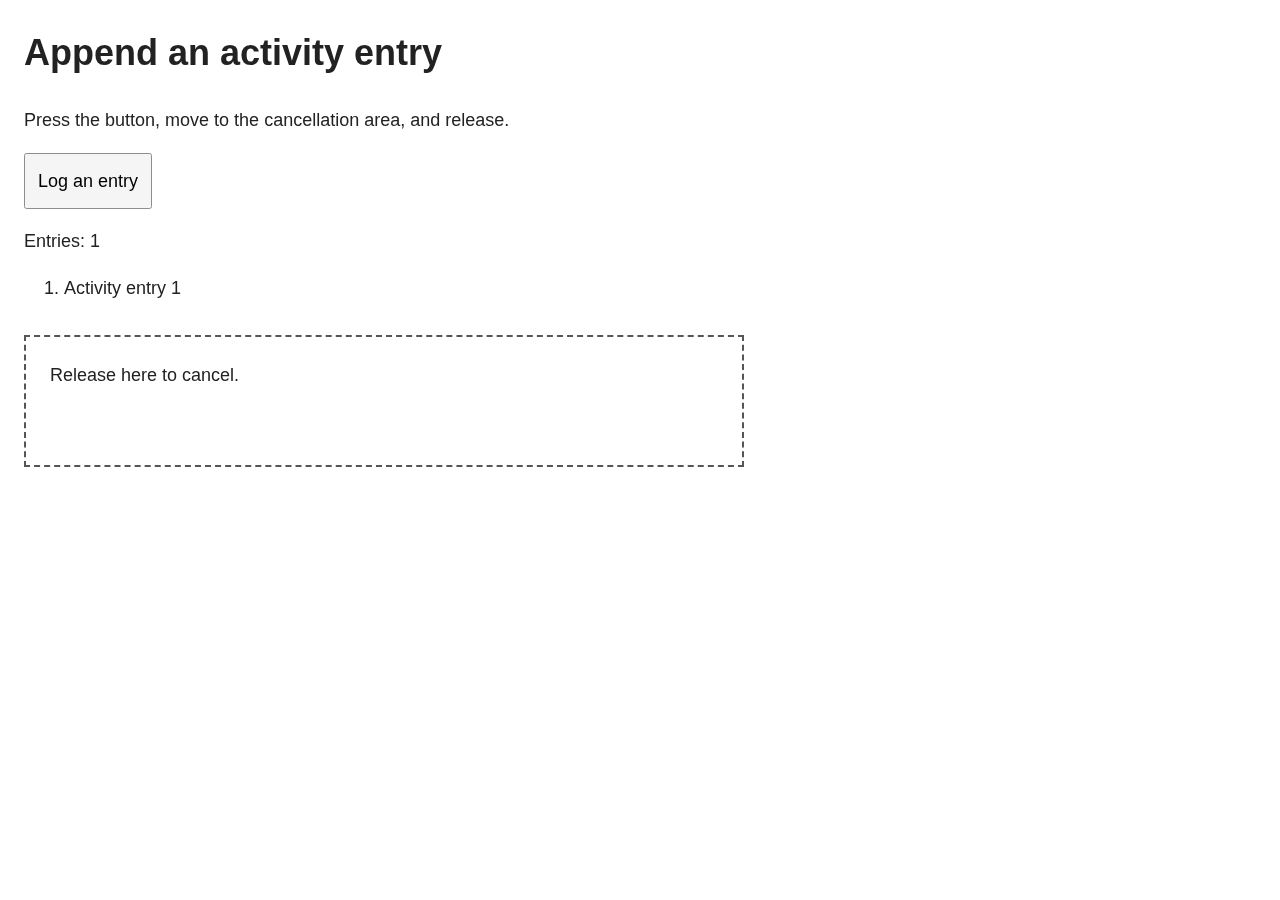 Append an activity entry
Press the button, move to the cancellation area, and release.
Log an entry
Entries: 1
1. Activity entry 1
Release here to cancel.